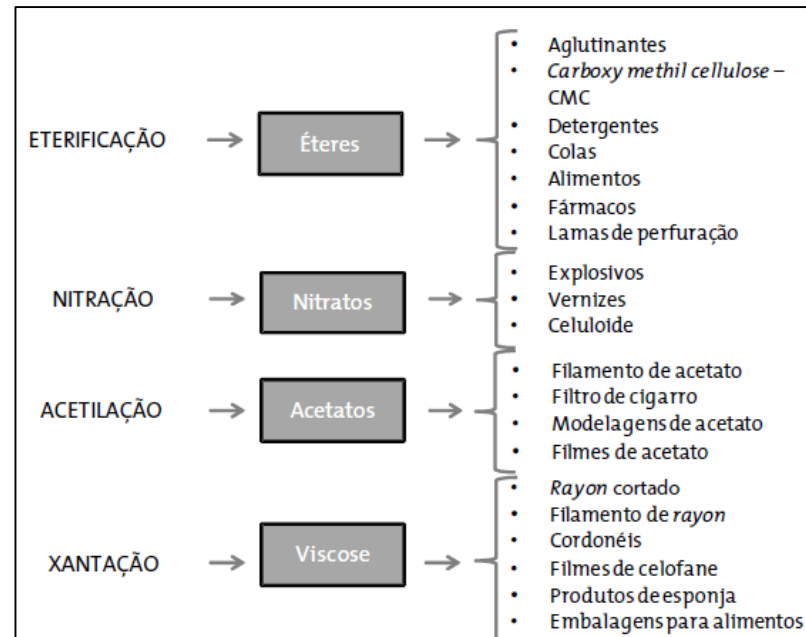 ETERIFICAÇÃO
Éteres
• Aglutinantes
• Carboxy methil cellulose –
CMC
• Detergentes
• Colas
• Alimentos
• Fármacos
• Lamas de perfuração
NITRAÇÃO
Nitratos
• Explosivos
• Vernizes
• Celuloide
ACETILAÇÃO
Acetatos
• Filamento de acetato
• Filtro de cigarro
• Modelagens de acetato
• Filmes de acetato
XANTAÇÃO
Viscose
• Rayon cortado
• Filamento de rayon
• Cordonéis
• Filmes de celofane
• Produtos de esponja
• Embalagens para alimentos